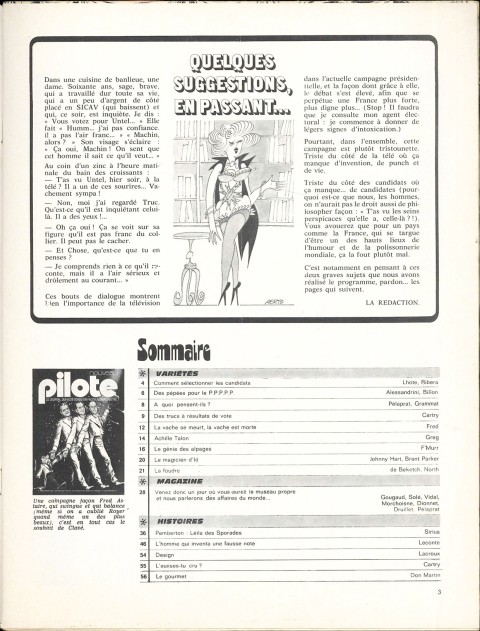 QUELQUES
SUGGESTIONS,
EN PASSANT...
Dans une cuisine de banlieue, une
dame. Soixante ans, sage, brave,
qui a travaillé dur toute sa vie,
qui a un peu d'argent de côté
placé en SICAV (qui baissent) et
qui, ce soir, est inquiète. Je dis :
« Vous votez pour Untel... » Elle
fait « Humm... j'ai pas confiance,
il a pas l'air franc... » « Machin,
alors ? » Son visage s'éclaire :
« Ça oui, Machin ! On sent que
cet homme il sait ce qu'il veut... »
Au coin d'un zinc à l'heure mati-
nale du bain des croissants :
— T'as vu Untel, hier soir, à la
télé ? Il a un de ces sourires... Va-
chement sympa !
— Non, moi j'ai regardé Truc.
Qu'est-ce qu'il est inquiétant celui-
là. Il a des yeux !...
— Oh ça oui ! Ça se voit sur sa
figure qu'il est pas franc du col-
lier. Il peut pas le cacher.
— Et Chose, qu'est-ce que tu en
penses ?
— Je comprends rien à ce qu'il ra-
conte, mais il a l'air sérieux et
drôlement au courant... »
Ces bouts de dialogue montrent
bien l'importance de la télévision
dans l'actuelle campagne présiden-
tielle, et la façon dont grâce à elle,
le débat s'est élevé, afin que se
perpétue une France plus forte,
plus digne plus... (Stop ! Il faudra
que je consulte mon agent élec-
toral : je commence à donner de
légers signes d'intoxication.)
Pourtant, dans l'ensemble, cette
campagne est plutôt tristounette.
Triste du côté de la télé où ça
manque d'invention, de punch et
de vie.
Triste du côté des candidats où
ça manque... de candidates (pour-
quoi est-ce que nous, les hommes,
on n'aurait pas le droit aussi de phi-
losopher façon : « T'as vu les seins
perspicaces qu'elle a, celle-là ? !).
Vous avouerez que pour un pays
comme la France, qui se targue
d'être un des hauts lieux de
l'humour et de la polissonnerie
mondiale, ça la fout plutôt mal.
C'est notamment en pensant à ces
deux graves sujets que nous avons
réalisé le programme, pardon... les
pages qui suivent.
LA REDACTION.
Sommaire
VARIÉTÉS
4 Comment sélectionner les candidats Lhote, Ribera
6 Des pépées pour le P.P.P.P.P. Alessandrini, Billon
8 A quoi pensent-ils ? Pélaprat, Grammat
9 Des trucs à résultats de vote Cartry
12 La vache se meurt, la vache est morte Fred
14 Achille Talon Greg
16 Le génie des alpages F'Murr
20 Le magicien d'Id Johnny Hart, Brant Parker
21 La foudre de Beketch, North
MAGAZINE
28 Venez donc un jour où vous aurez le museau propre
et nous parlerons des affaires du monde...
Gougaud, Solé, Vidal,
Morchoisne, Dionnet,
Druillet, Pélaprat
HISTOIRES
36 Pemberton : Léïla des Sporades Sirius
46 L'homme qui inventa une fausse note Leconte
54 Design Lacroux
55 L'eusses-tu cru ? Cartry
56 Le gourmet Don Martin
nouveau
pilote
Une campagne façon Fred As-
taire, qui swingue et qui balance
(même si on a oublié Royer
quand même un des plus
beaux), c'est en tout cas le
souhait de Clavé.
3